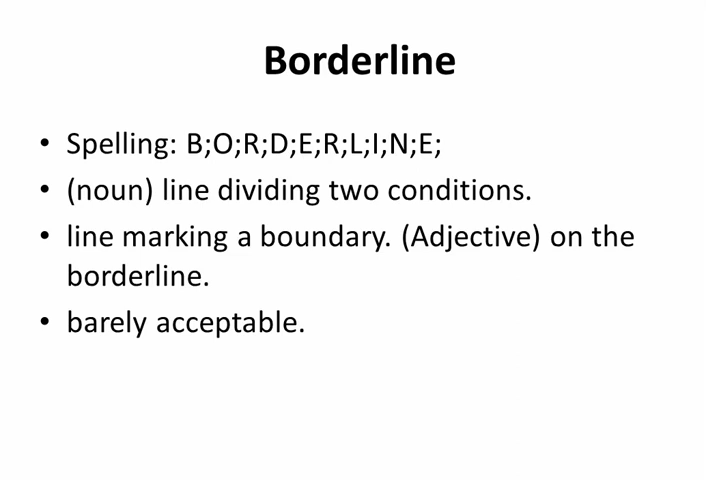 Borderline
• Spelling: B;O;R;D;E;R;L;I;N;E;
• (noun) line dividing two conditions.
• line marking a boundary. (Adjective) on the
borderline.
• barely acceptable.